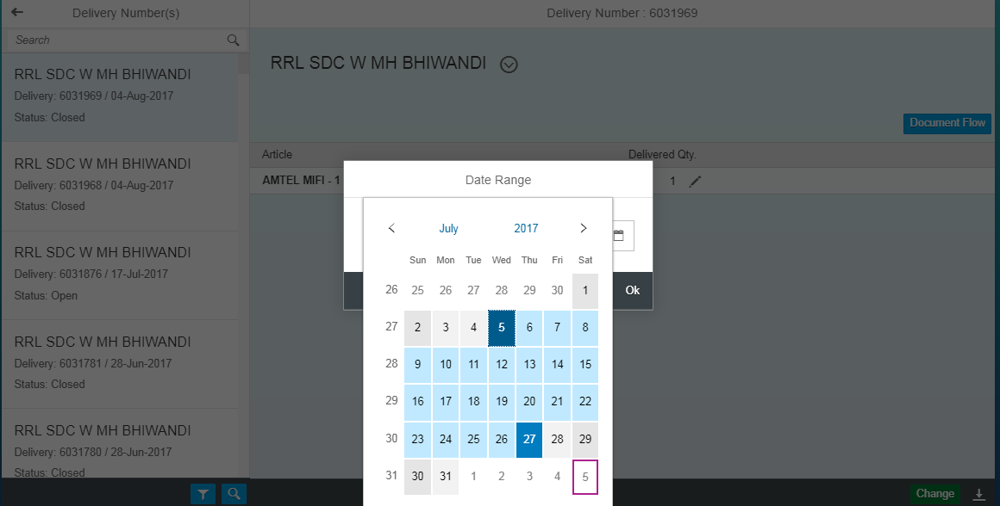 Delivery Number(s)
Delivery Number : 6031969
Search
RRL SDC W MH BHIWANDI
Delivery: 6031969 / 04-Aug-2017
Status: Closed
RRL SDC W MH BHIWANDI
Delivery: 6031968 / 04-Aug-2017
Status: Closed
RRL SDC W MH BHIWANDI
Delivery: 6031876 / 17-Jul-2017
Status: Open
RRL SDC W MH BHIWANDI
Delivery: 6031781 / 28-Jun-2017
Status: Closed
RRL SDC W MH BHIWANDI
Delivery: 6031780 / 28-Jun-2017
Status: Closed
RRL SDC W MH BHIWANDI
Document Flow
Article Delivered Qty.
AMTEL MIFI - 1 1
Date Range
July 2017
Sun Mon Tue Wed Thu Fri Sat
26 25 26 27 28 29 30 1
27 2 3 4 5 6 7 8
28 9 10 11 12 13 14 15
29 16 17 18 19 20 21 22
30 23 24 25 26 27 28 29
31 30 31 1 2 3 4 5
Ok
Change